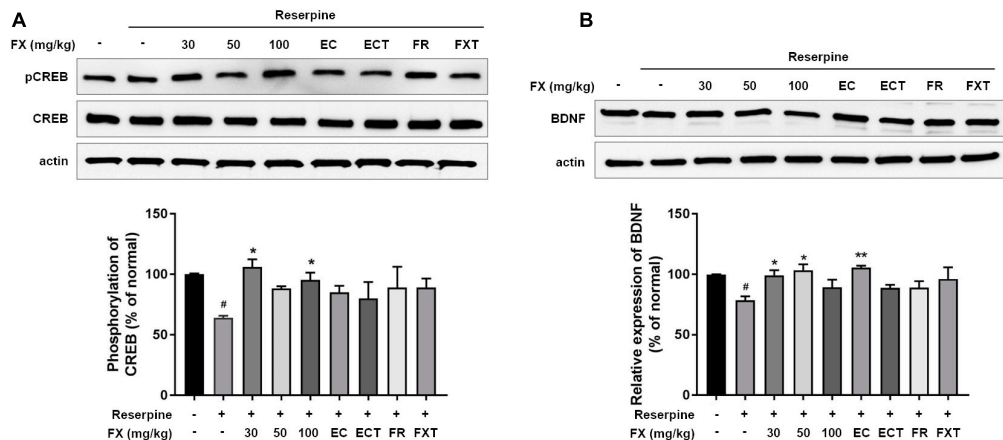 A
Reserpine
FX (mg/kg) - - 30 50 100 EC ECT FR FXT
pCREB
CREB
actin
150
100
50
0
Phosphorylation of
CREB (% of normal)
#
*
*
Reserpine - + + + + + + + +
FX (mg/kg) - - 30 50 100 EC ECT FR FXT
B
Reserpine
FX (mg/kg) - - 30 50 100 EC ECT FR FXT
BDNF
actin
150
100
50
0
Relative expression of BDNF
(% of normal)
#
*
*
**
Reserpine - + + + + + + + +
FX (mg/kg) - - 30 50 100 EC ECT FR FXT